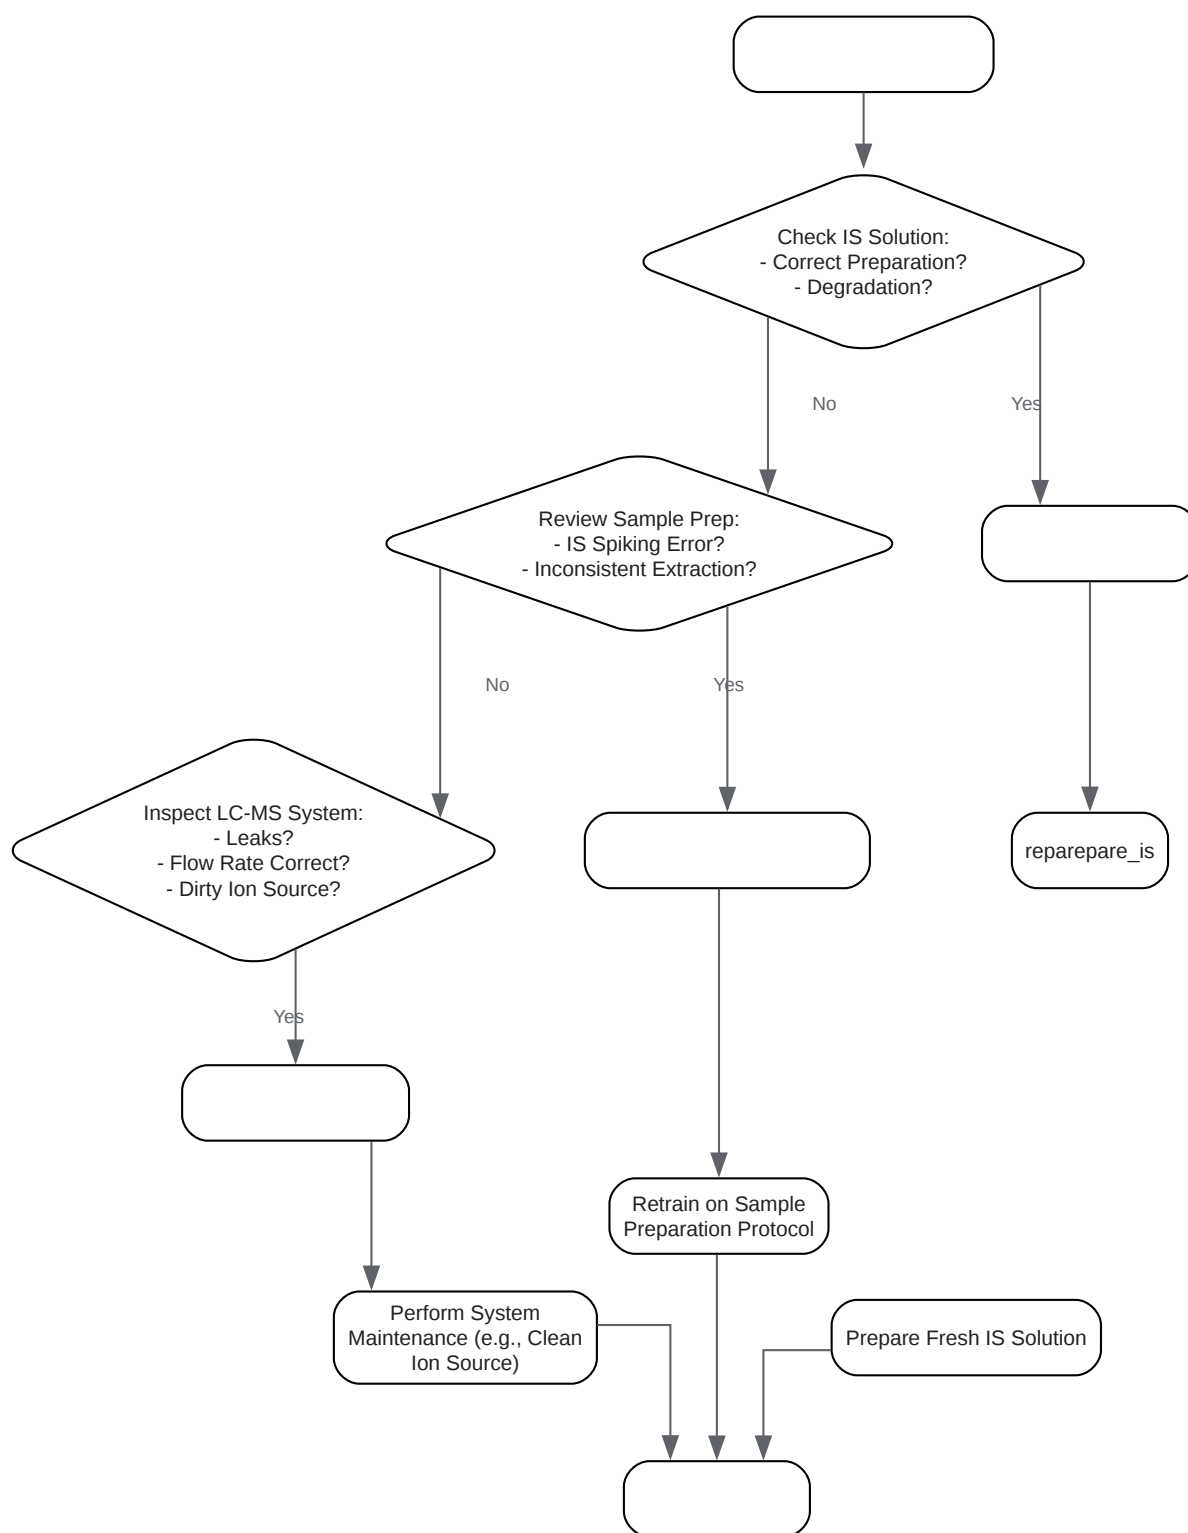 Check IS Solution:
- Correct Preparation?
- Degradation?
No
Yes
Review Sample Prep:
- IS Spiking Error?
- Inconsistent Extraction?
No
Yes
Inspect LC-MS System:
- Leaks?
- Flow Rate Correct?
- Dirty Ion Source?
reparepare_is
Yes
Retrain on Sample
Preparation Protocol
Perform System
Maintenance (e.g., Clean
Ion Source)
Prepare Fresh IS Solution